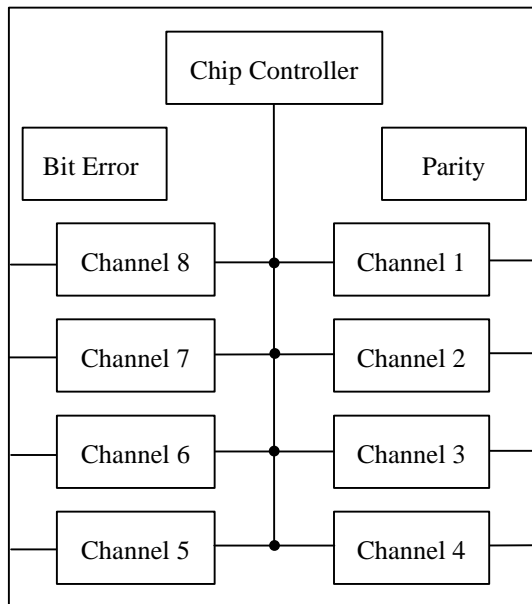 Chip Controller
Bit Error
Parity
Channel 8
Channel 1
Channel 7
Channel 2
Channel 6
Channel 3
Channel 5
Channel 4